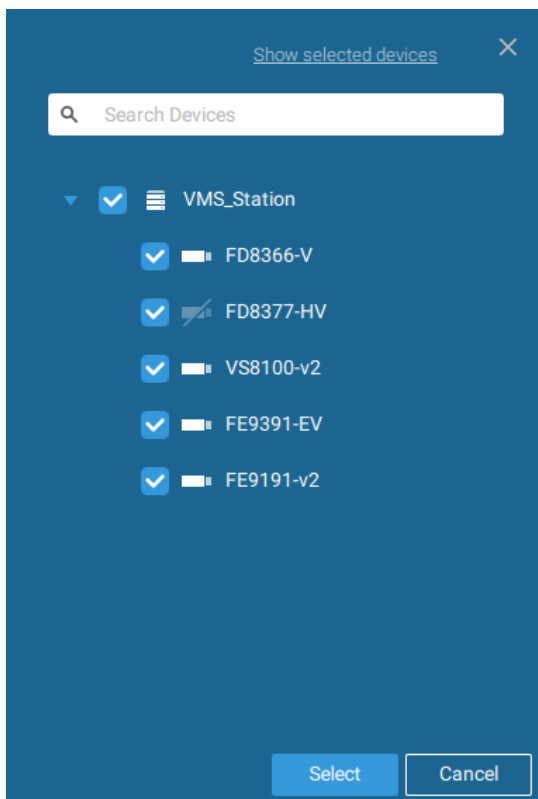 Show selected devices
Search Devices
VMS_Station
FD8366-V
FD8377-HV
VS8100-v2
FE9391-EV
FE9191-v2
Select Cancel